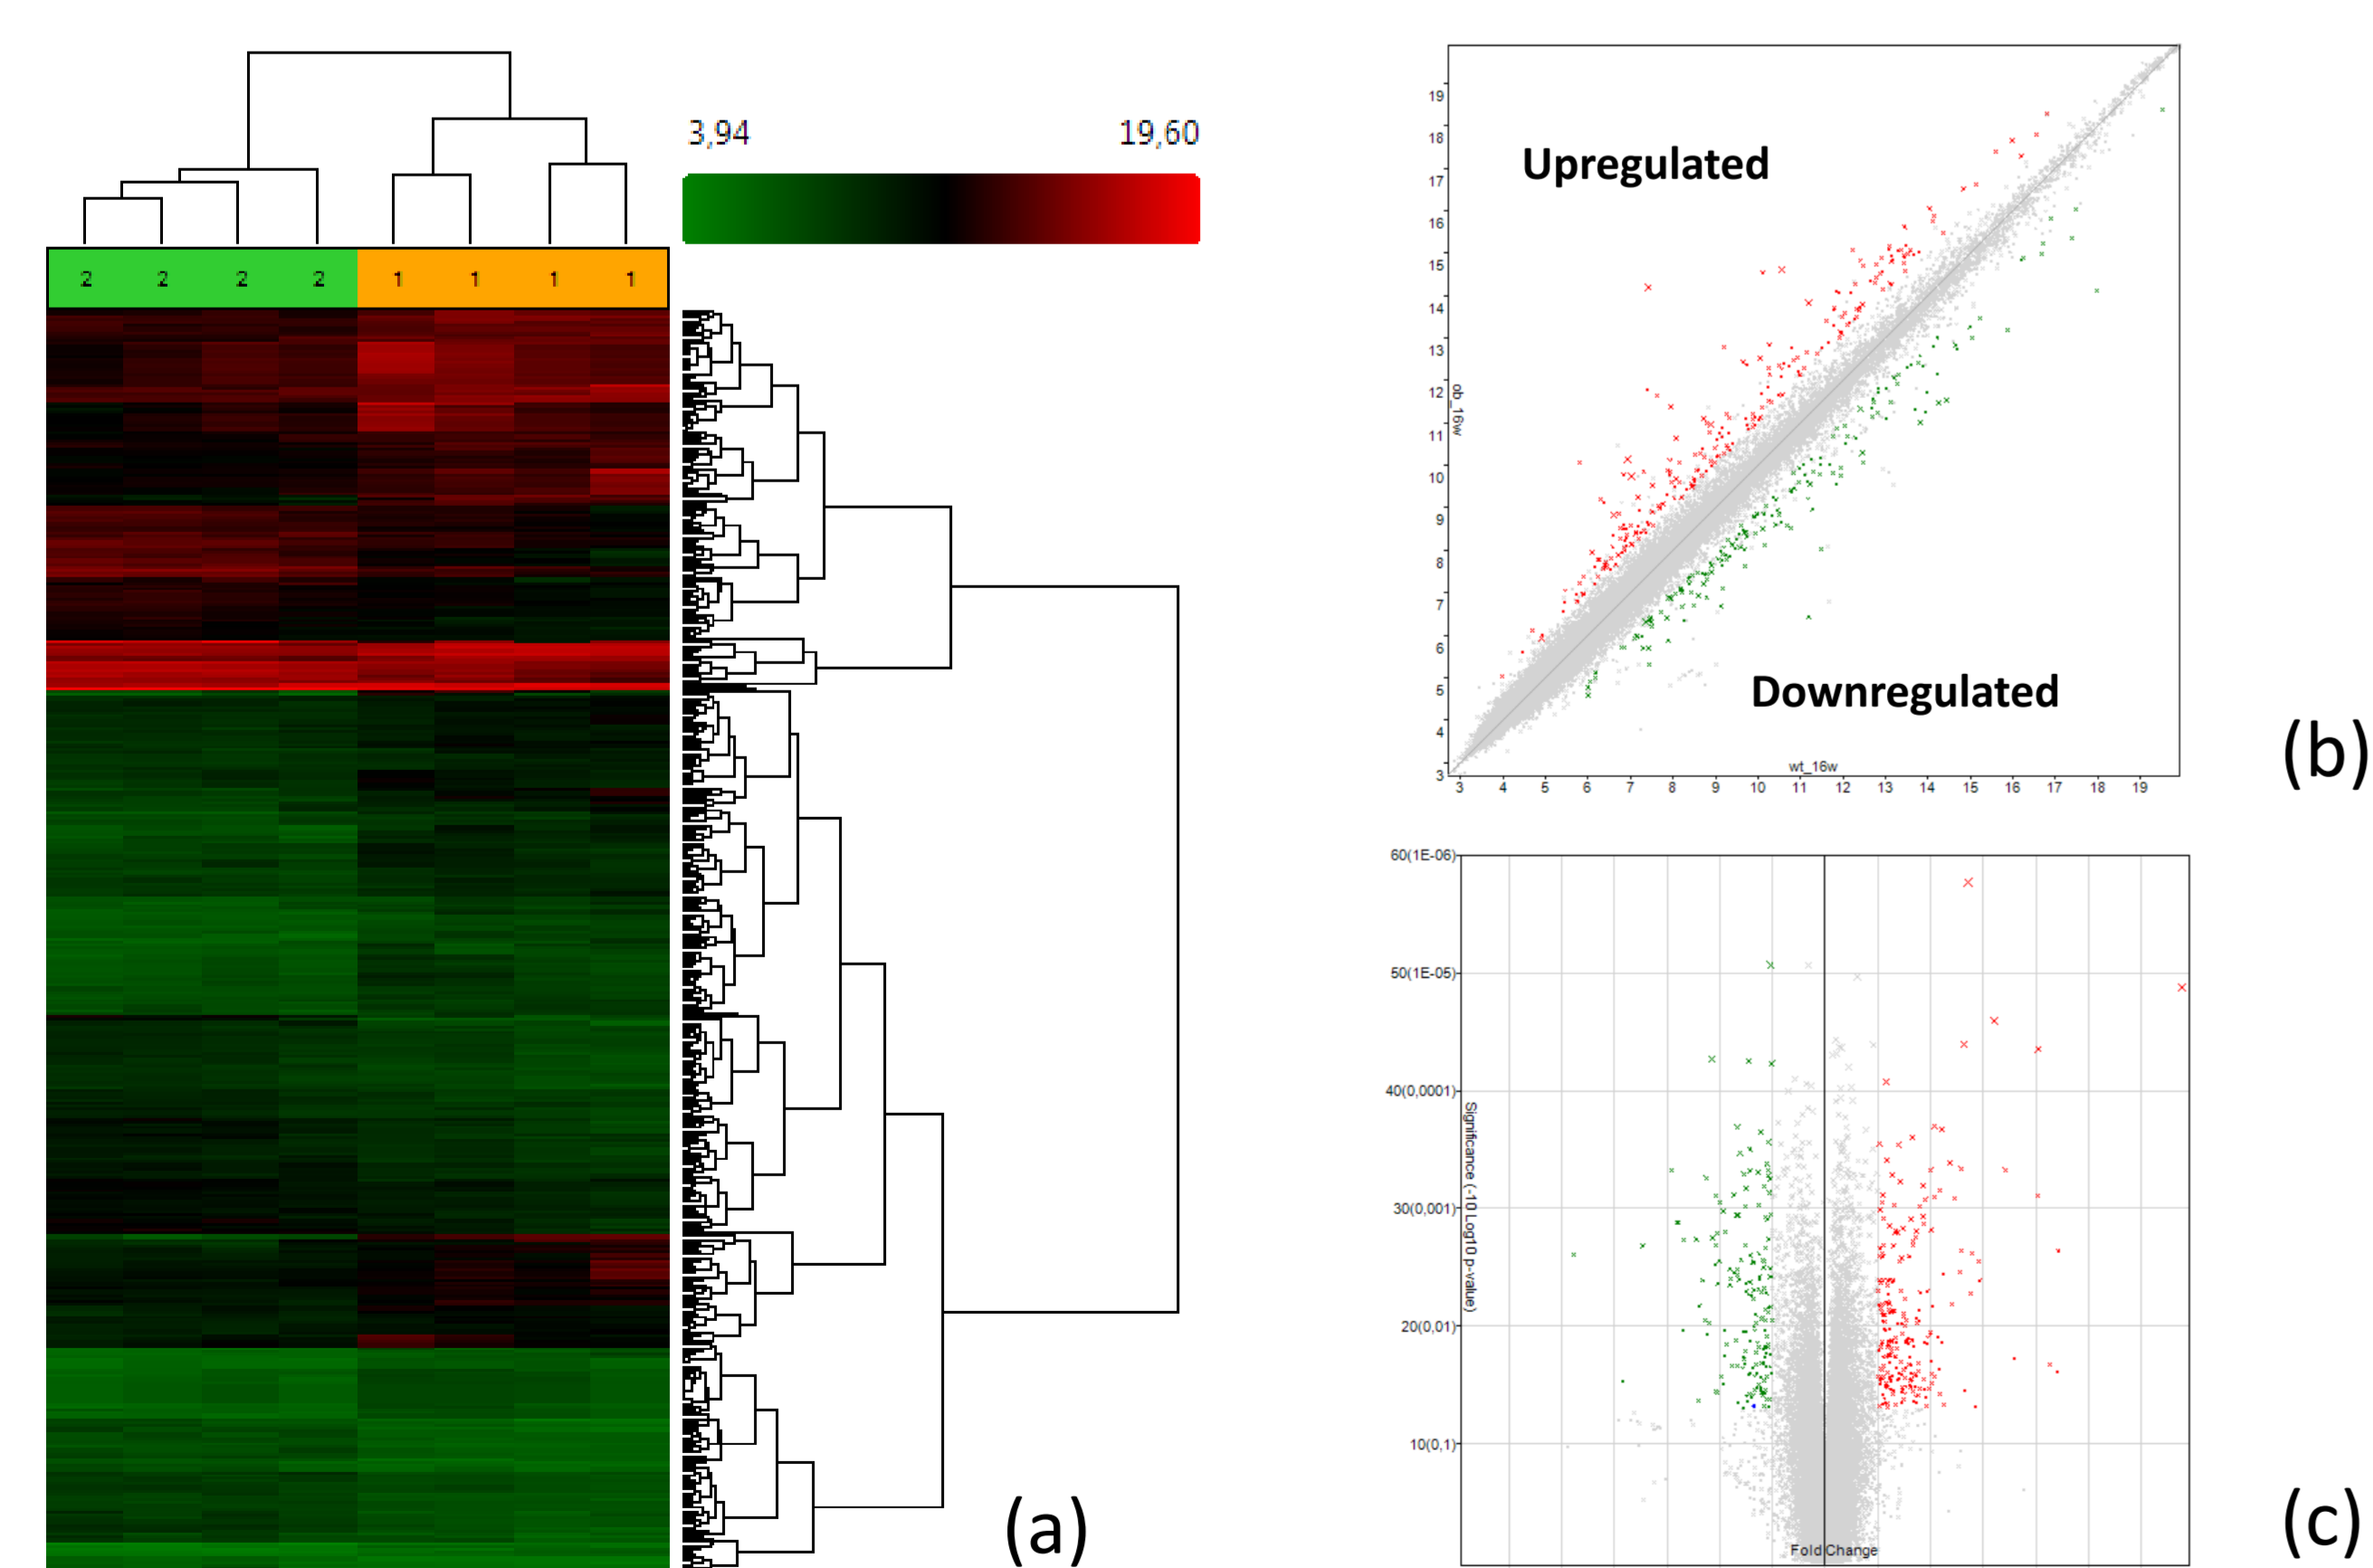 3,94 19,60
2 2 2 2 1 1 1 1
(a)
19
18
17
16
15
14
13
12
11
10
9
8
7
6
5
4
3
ob_16w
Upregulated
Downregulated
wt_16w
3 4 5 6 7 8 9 10 11 12 13 14 15 16 17 18 19
(b)
60(1E-06)
50(1E-05)
40(0,0001)
30(0,001)
20(0,01)
10(0,1)
Significance (-10 Log10 p-value)
Fold Change
(c)